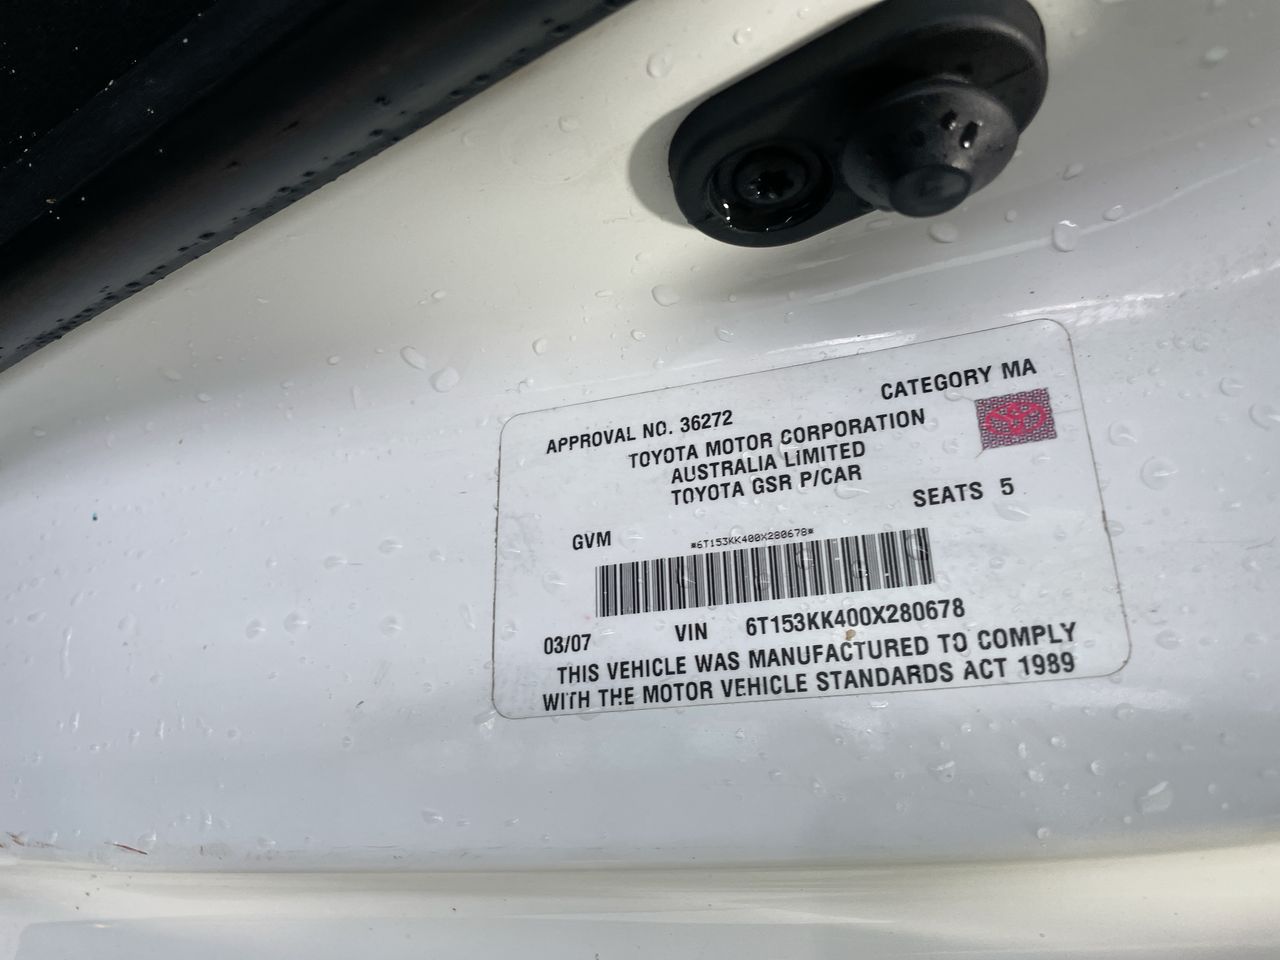 CATEGORY MA
APPROVAL NO. 36272
TOYOTA MOTOR CORPORATION
AUSTRALIA LIMITED
TOYOTA GSR P/CAR
SEATS 5
GVM
*6T153KK400X280678*
03/07 VIN 6T153KK400X280678
THIS VEHICLE WAS MANUFACTURED TO COMPLY
WITH THE MOTOR VEHICLE STANDARDS ACT 1989